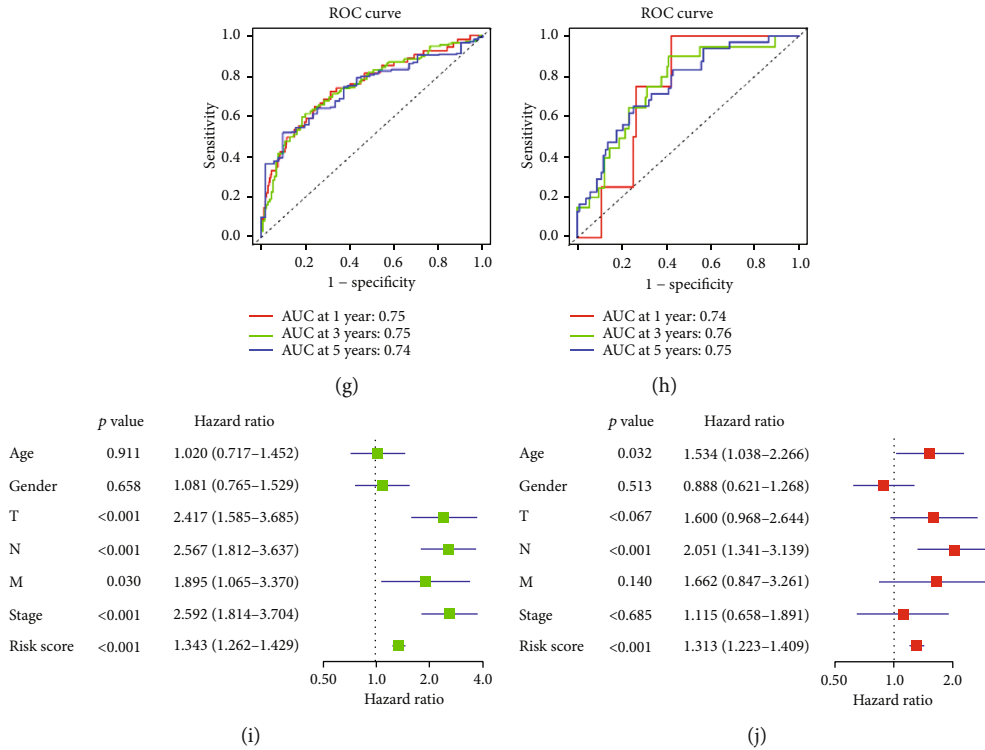 ROC curve
1.0
0.8
0.6
0.4
0.2
0.0
Sensitivity
0.2 0.4 0.6 0.8 1.0
1 − specificity
AUC at 1 year: 0.75
AUC at 3 years: 0.75
AUC at 5 years: 0.74
(g)
ROC curve
1.0
0.8
0.6
0.4
0.2
0.0
Sensitivity
0.2 0.4 0.6 0.8 1.0
1 − specificity
AUC at 1 year: 0.74
AUC at 3 years: 0.76
AUC at 5 years: 0.75
(h)
p value Hazard ratio
Age 0.911 1.020 (0.717–1.452)
Gender 0.658 1.081 (0.765–1.529)
T <0.001 2.417 (1.585–3.685)
N <0.001 2.567 (1.812–3.637)
M 0.030 1.895 (1.065–3.370)
Stage <0.001 2.592 (1.814–3.704)
Risk score <0.001 1.343 (1.262–1.429)
0.50 1.0 2.0 4.0
Hazard ratio
(i)
p value Hazard ratio
Age 0.032 1.534 (1.038–2.266)
Gender 0.513 0.888 (0.621–1.268)
T <0.067 1.600 (0.968–2.644)
N <0.001 2.051 (1.341–3.139)
M 0.140 1.662 (0.847–3.261)
Stage <0.685 1.115 (0.658–1.891)
Risk score <0.001 1.313 (1.223–1.409)
0.50 1.0 2.0
Hazard ratio
(j)